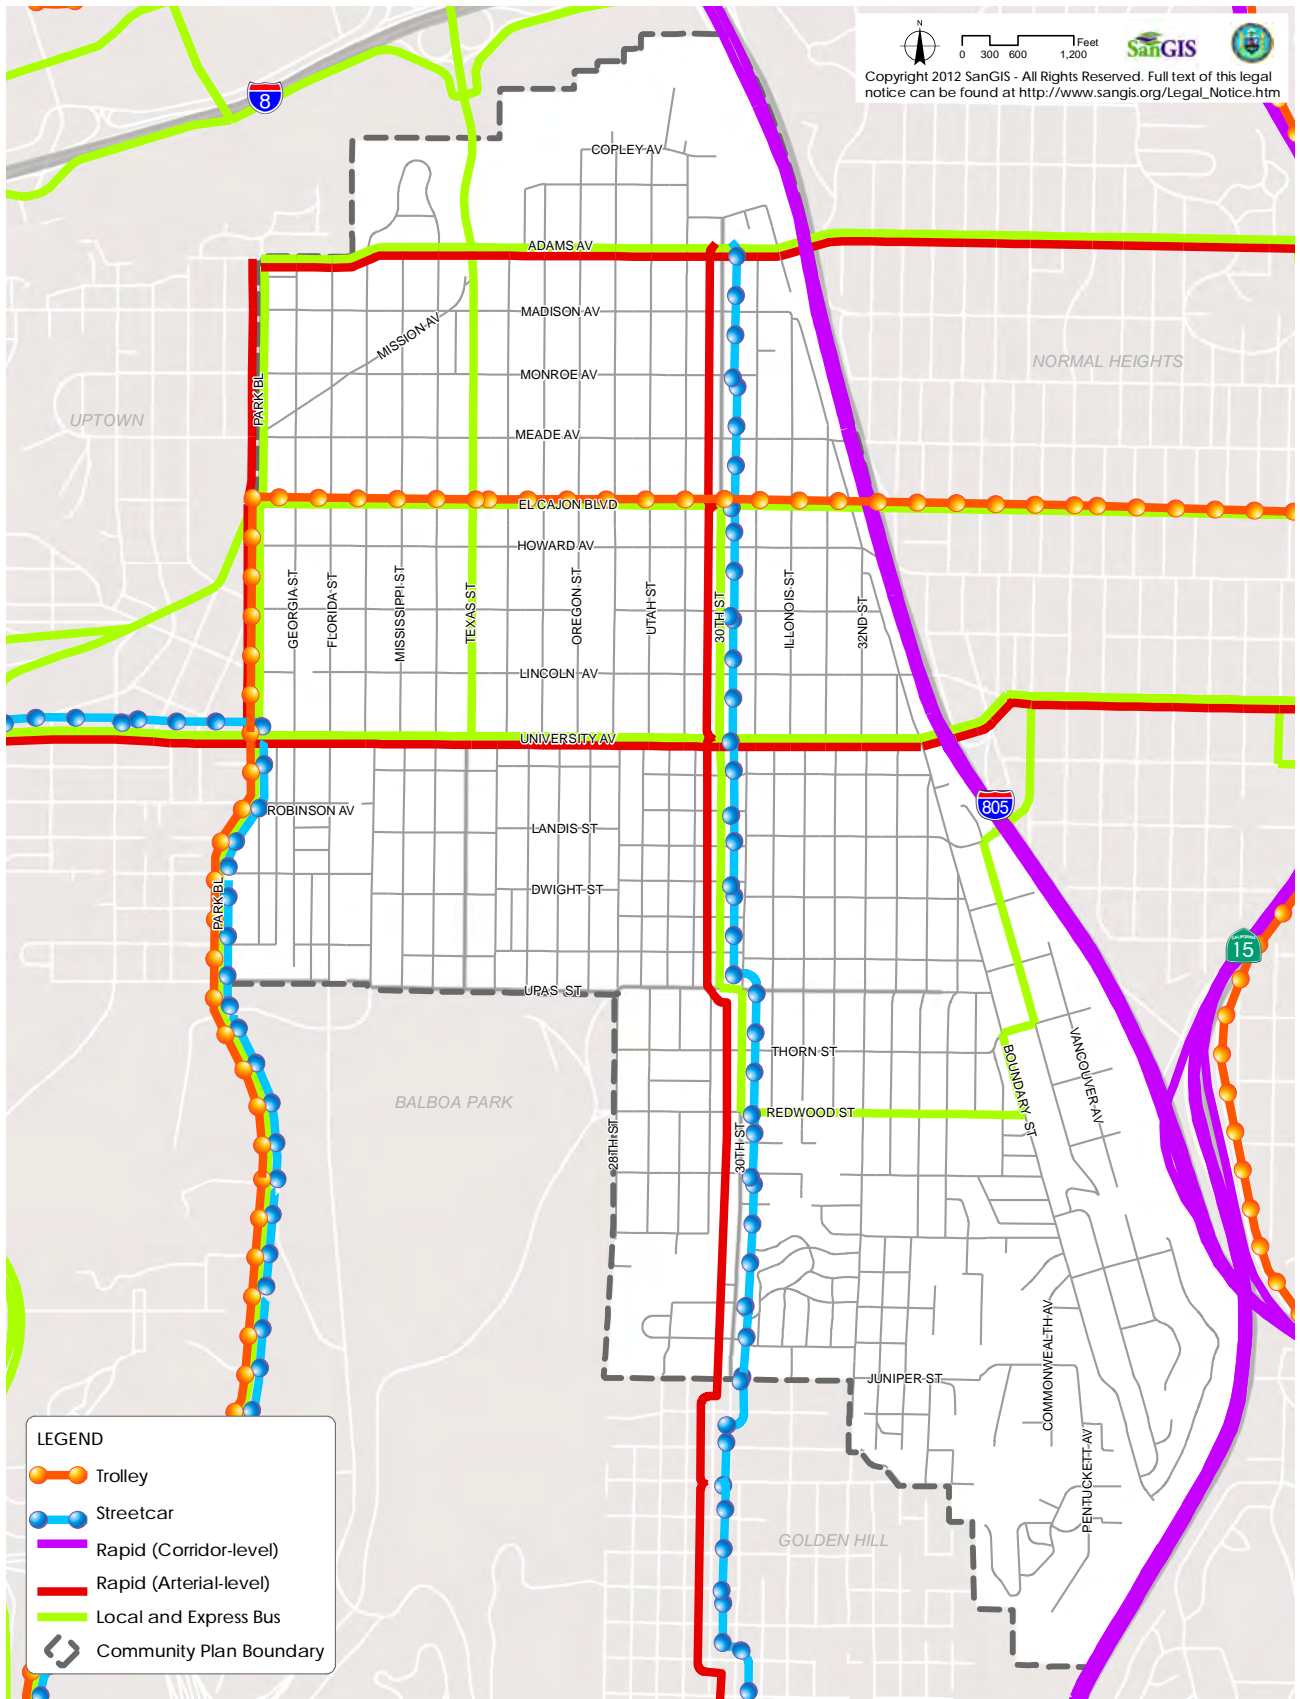 N
0 300 600 1,200
Feet
SanGIS
Copyright 2012 SanGIS - All Rights Reserved. Full text of this legal
notice can be found at http://www.sangis.org/Legal_Notice.htm
8
COPLEY AV
ADAMS AV
MADISON AV
MISSION AV
NORMAL HEIGHTS
MONROE AV
PARK BL
UPTOWN
MEADE AV
EL CAJON BLVD
HOWARD AV
GEORGIA ST
FLORIDA ST
MISSISSIPPI ST
TEXAS ST
OREGON ST
UTAH ST
30TH ST
ILLONOIS ST
32ND ST
LINCOLN AV
UNIVERSITY AV
805
ROBINSON AV
LANDIS ST
DWIGHT ST
PARK BL
CALIFORNIA
15
UPAS ST
THORN ST
BOUNDARY ST
VANCOUVER AV
BALBOA PARK
REDWOOD ST
28TH ST
30TH ST
COMMONWEALTH AV
JUNIPER ST
PENTUCKETT AV
GOLDEN HILL
LEGEND
Trolley
Streetcar
Rapid (Corridor-level)
Rapid (Arterial-level)
Local and Express Bus
Community Plan Boundary